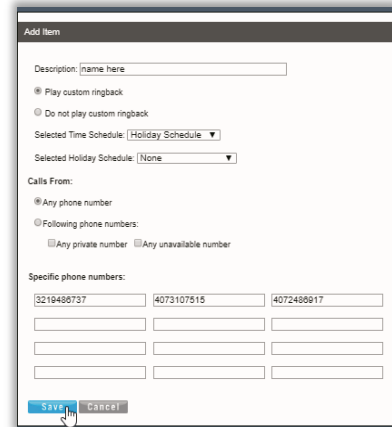 Add Item
Description: name here
Play custom ringback
Do not play custom ringback
Selected Time Schedule: Holiday Schedule ▼
Selected Holiday Schedule: None ▼
Calls From:
Any phone number
Following phone numbers:
Any private number Any unavailable number
Specific phone numbers:
3219486737 4073107515 4072486917
Save Cancel